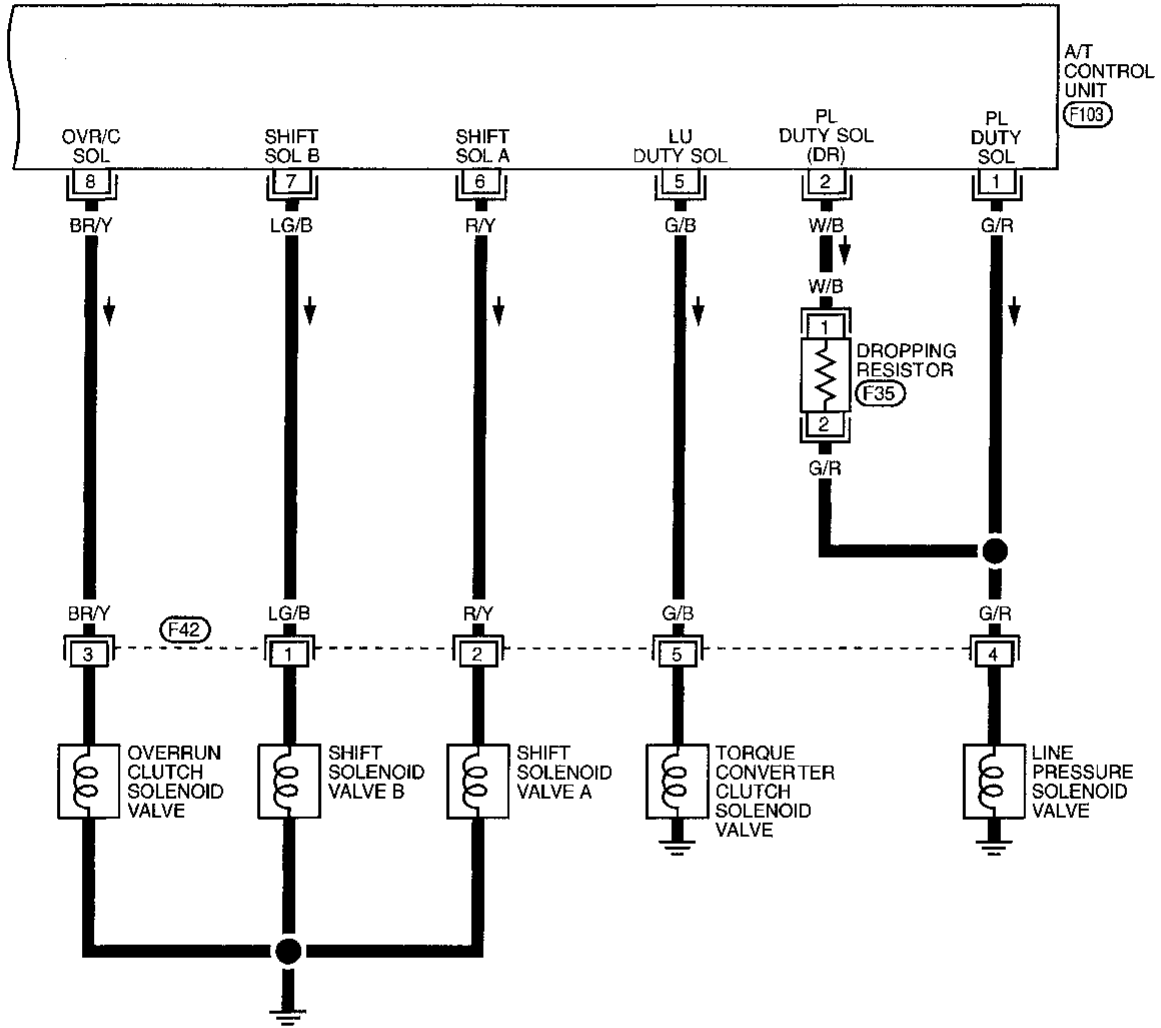 A/T
CONTROL
UNIT
F103
OVR/C
SOL
SHIFT
SOL B
SHIFT
SOL A
LU
DUTY SOL
PL
DUTY SOL
(DR)
PL
DUTY
SOL
8
7
6
5
2
1
BR/Y
LG/B
R/Y
G/B
W/B
G/R
W/B
1
DROPPING
RESISTOR
F35
2
G/R
BR/Y
F42
LG/B
R/Y
G/B
G/R
3
1
2
5
4
OVERRUN
CLUTCH
SOLENOID
VALVE
SHIFT
SOLENOID
VALVE B
SHIFT
SOLENOID
VALVE A
TORQUE
CONVERTER
CLUTCH
SOLENOID
VALVE
LINE
PRESSURE
SOLENOID
VALVE